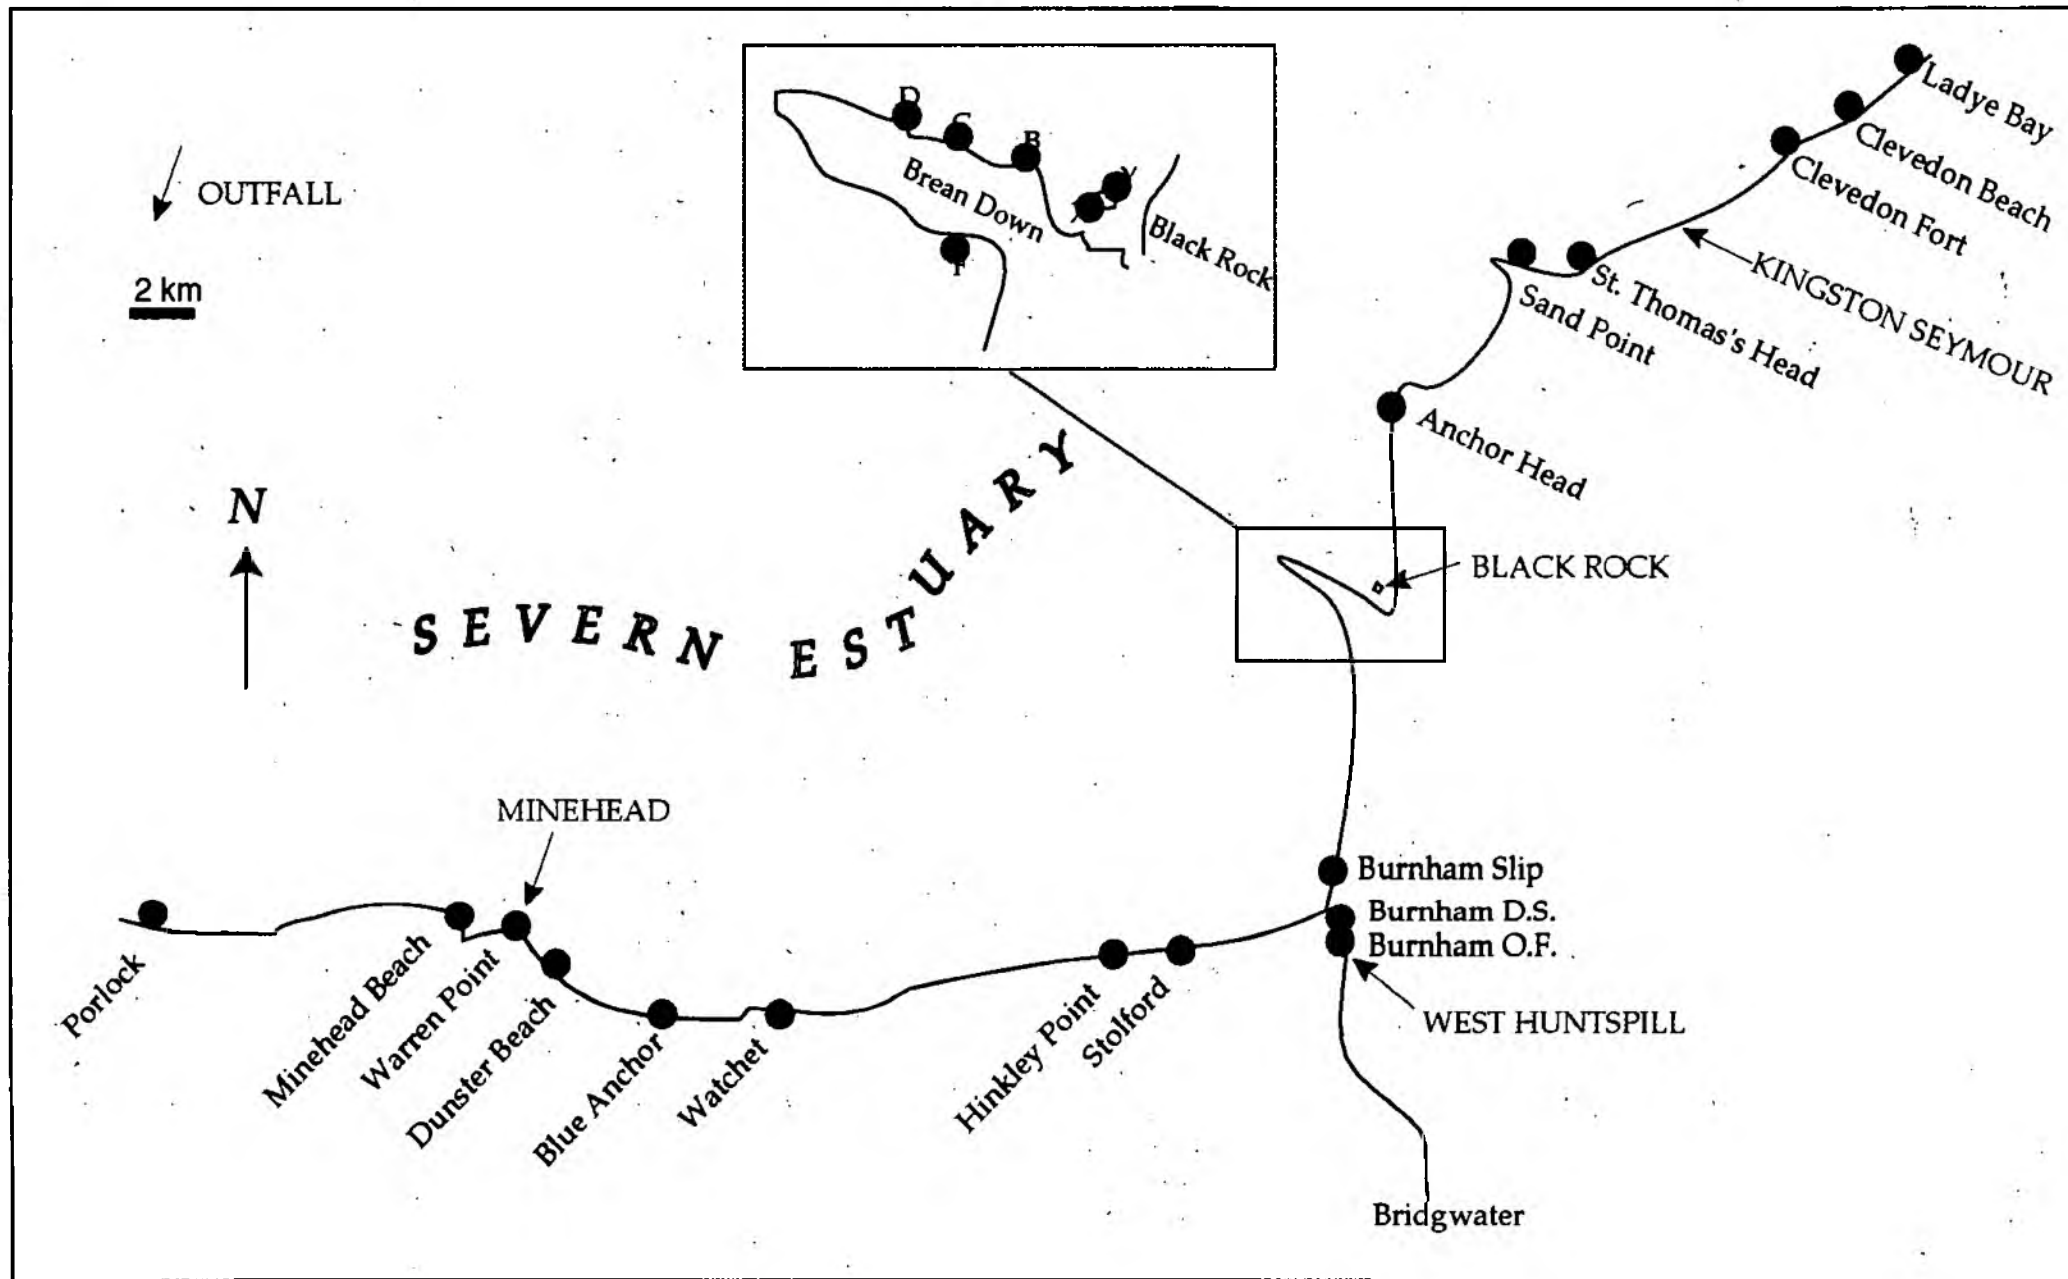 OUTFALL
2 km
N
SEVERN ESTUARY
D
C
B
Brean Down
Black Rock
Ladye Bay
Clevedon Beach
Clevedon Fort
KINGSTON SEYMOUR
St. Thomas's Head
Sand Point
Anchor Head
BLACK ROCK
MINEHEAD
Burnham Slip
Burnham D.S.
Burnham O.F.
WEST HUNTSPILL
Porlock
Minehead Beach
Warren Point
Dunster Beach
Blue Anchor
Watchet
Hinkley Point
Stolford
Bridgwater